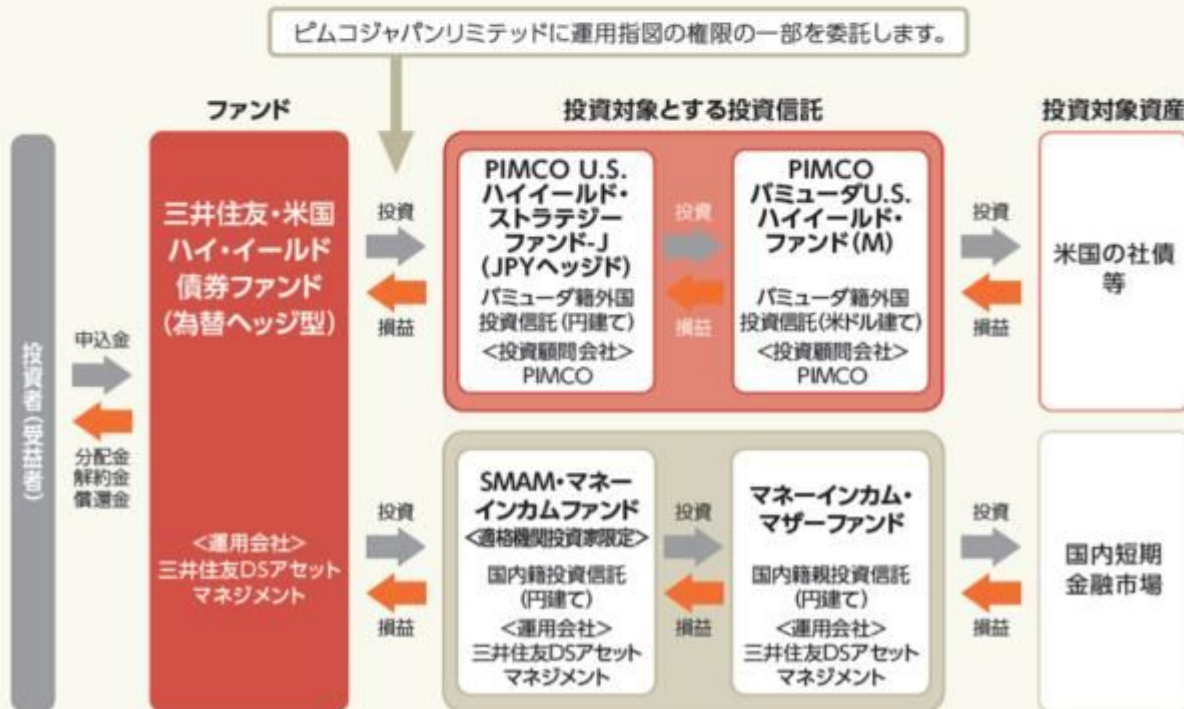 ピムコジャパンリミテッドに運用指図の権限の一部を委託します。
ファンド
投資対象とする投資信託
投資対象資産
投資者(受益者)
申込金
分配金
解約金
償還金
三井住友・米国
ハイ・イールド
債券ファンド
(為替ヘッジ型)
<運用会社>
三井住友DSアセット
マネジメント
投資
損益
PIMCO U.S.
ハイイールド・
ストラテジー
ファンド-J
(JPYヘッジド)
バミューダ籍外国
投資信託(円建て)
<投資顧問会社>
PIMCO
投資
損益
PIMCO
バミューダU.S.
ハイイールド・
ファンド(M)
バミューダ籍外国
投資信託(米ドル建て)
<投資顧問会社>
PIMCO
投資
損益
米国の社債
等
投資
損益
SMAM・マネー
インカムファンド
<適格機関投資家限定>
国内籍投資信託
(円建て)
<運用会社>
三井住友DSアセット
マネジメント
投資
損益
マネーインカム・
マザーファンド
国内籍親投資信託
(円建て)
<運用会社>
三井住友DSアセット
マネジメント
投資
損益
国内短期
金融市場